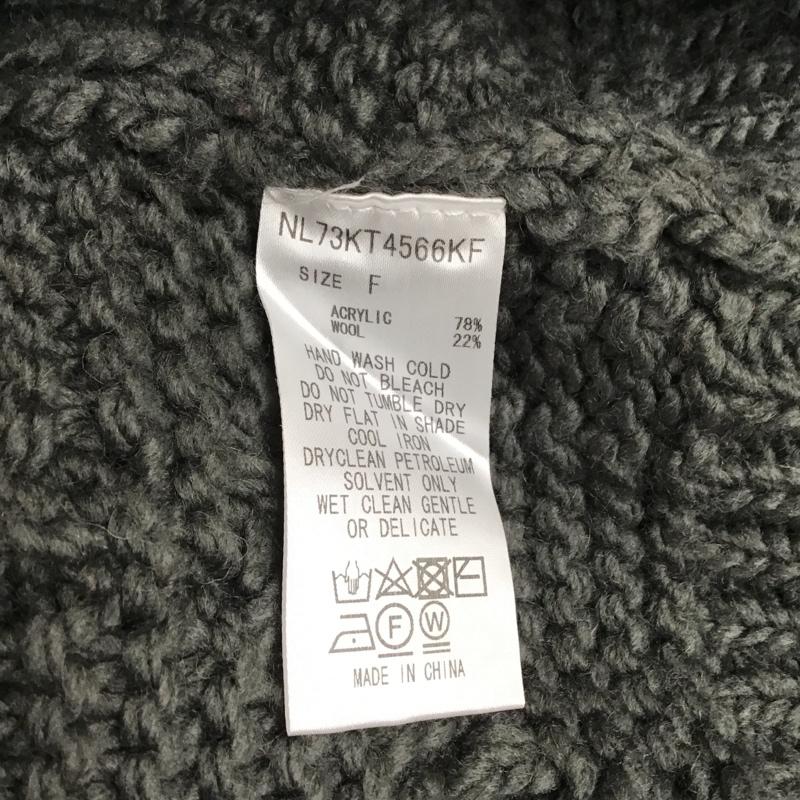 NL73KT4566KF
SIZE F
ACRYLIC 78%
WOOL 22%
HAND WASH COLD
DO NOT BLEACH
DO NOT TUMBLE DRY
DRY FLAT IN SHADE
COOL IRON
DRYCLEAN PETROLEUM
SOLVENT ONLY
WET CLEAN GENTLE
OR DELICATE
F W
MADE IN CHINA